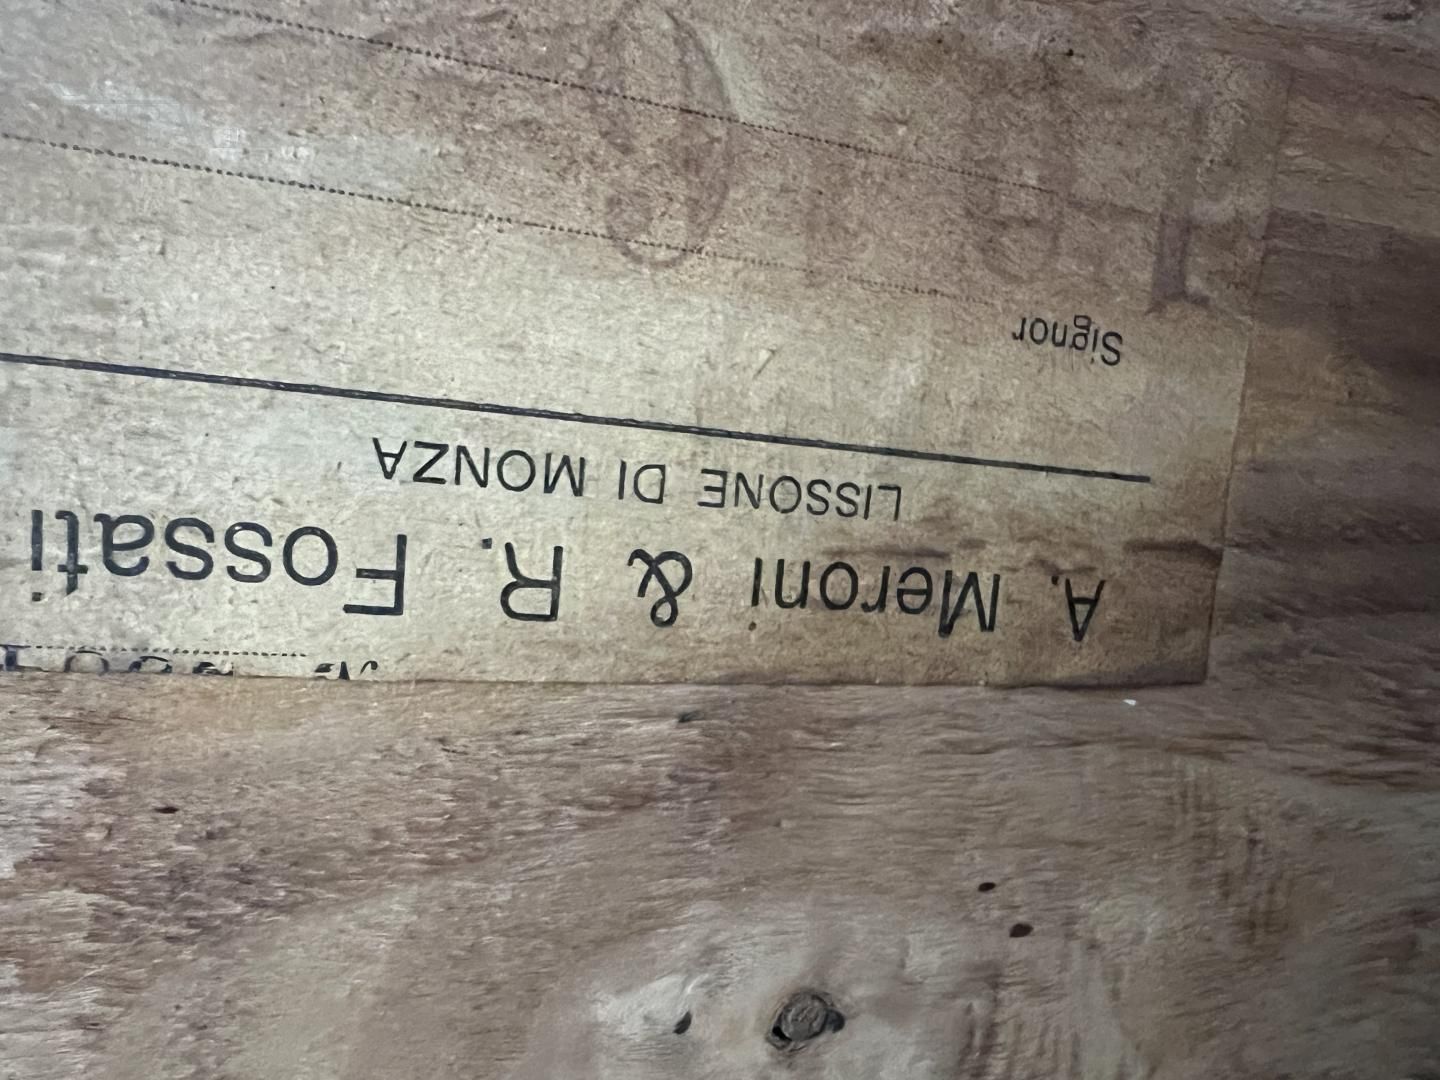 A. Meroni & R. Fossati
LISSONE DI MONZA
Signor